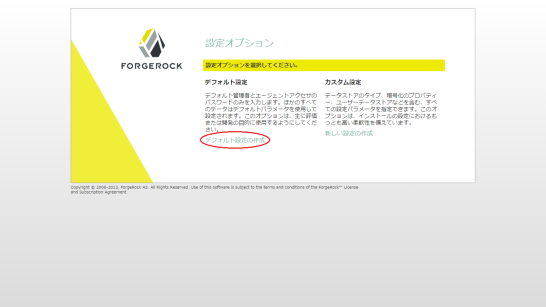 FORGEROCK
設定オプション
設定オプションを選択してください。
デフォルト設定
デフォルト管理者とエージェントアクセサの
パスワードのみを入力します。ほかのすべて
のデータはデフォルトパラメータを使用して
設定されます。このオプションは、主に評価
または開発の目的に使用するようにしてくだ
さい。
デフォルト設定の作成
カスタム設定
データストアのタイプ、暗号化のプロパティ
ー、ユーザーデータストアなどを含む、すべ
ての設定パラメータを指定できます。このオ
プションは、インストールの設定におけるも
っとも高い柔軟性を備えています。
新しい設定の作成
Copyright © 2008-2013, ForgeRock AS. All Rights Reserved. Use of this software is subject to the terms and conditions of the ForgeRock™ License
and Subscription Agreement.